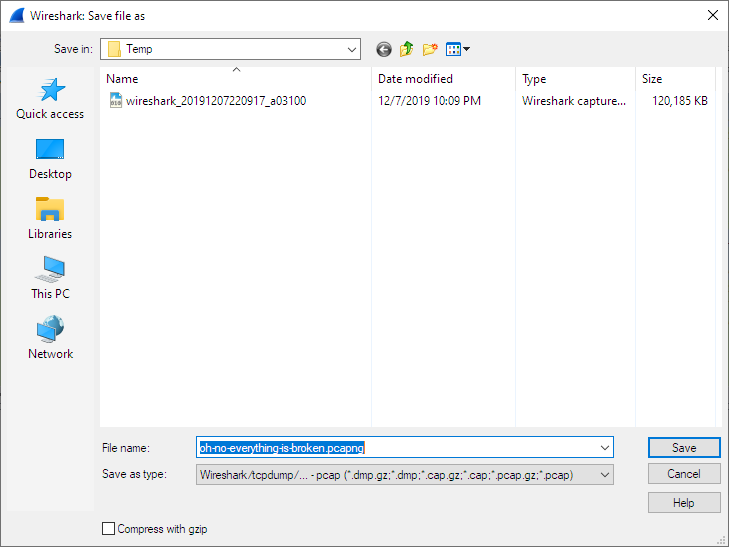 Wireshark: Save file as
Save in: Temp
Name Date modified Type Size
wireshark_20191207220917_a03100 12/7/2019 10:09 PM Wireshark capture... 120,185 KB
Quick access
Desktop
Libraries
This PC
Network
File name: oh-no-everything-is-broken.pcapng Save
Save as type: Wireshark/tcpdump/... - pcap (*.dmp.gz;*.dmp;*.cap.gz;*.cap;*.pcap.gz;*.pcap) Cancel
Help
Compress with gzip